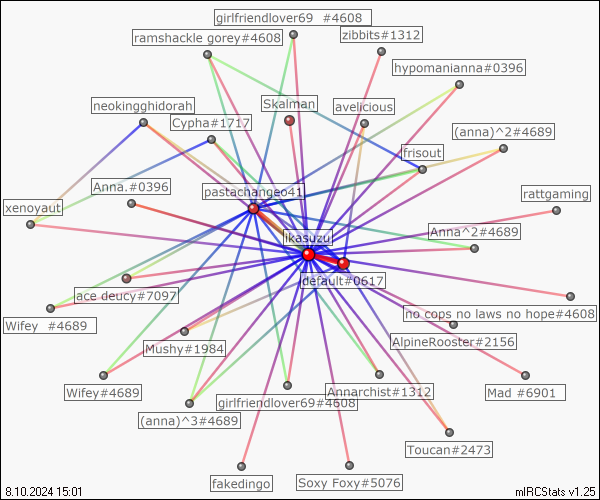 girlfriendlover69 #4608
ramshackle gorey#4608
zibbits#1312
hypomanianna#0396
neokingghidorah
Skalman
avelicious
Cypha#1717
(anna)^2#4689
frisout
Anna.#0396
pastachangeo41
rattgaming
xenoyaut
ikasuzu
Anna^2#4689
default#0617
ace deucy#7097
no cops no laws no hope#4608
Wifey #4689
AlpineRooster#2156
Mushy#1984
Wifey#4689
Annarchist#1312
Mad #6901
girlfriendlover69#4608
(anna)^3#4689
Toucan#2473
fakedingo
Soxy Foxy#5076
8.10.2024 15:01
mIRCStats v1.25